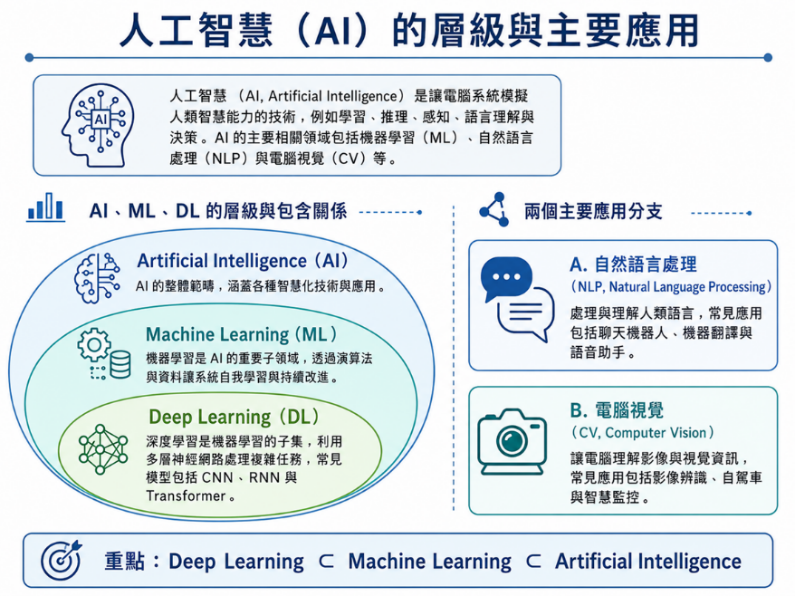 人工智慧（AI）的層級與主要應用
AI
人工智慧 （AI, Artificial Intelligence）是讓電腦系統模擬
人類智慧能力的技術，例如學習、推理、感知、語言理解與
決策。AI 的主要相關領域包括機器學習（ML）、自然語言
處理（NLP）與電腦視覺（CV）等。
AI、ML、DL 的層級與包含關係
Artificial Intelligence（AI）
AI 的整體範疇，涵蓋各種智慧化技術與應用。
Machine Learning（ML）
機器學習是 AI 的重要子領域，透過演算法
與資料讓系統自我學習與持續改進。
Deep Learning（DL）
深度學習是機器學習的子集，利用
多層神經網路處理複雜任務，常見
模型包括 CNN、RNN 與
Transformer。
兩個主要應用分支
A. 自然語言處理
（NLP, Natural Language Processing）
處理與理解人類語言，常見應用
包括聊天機器人、機器翻譯與
語音助手。
B. 電腦視覺
（CV, Computer Vision）
讓電腦理解影像與視覺資訊，
常見應用包括影像辨識、自駕車
與智慧監控。
重點：Deep Learning ⊂ Machine Learning ⊂ Artificial Intelligence